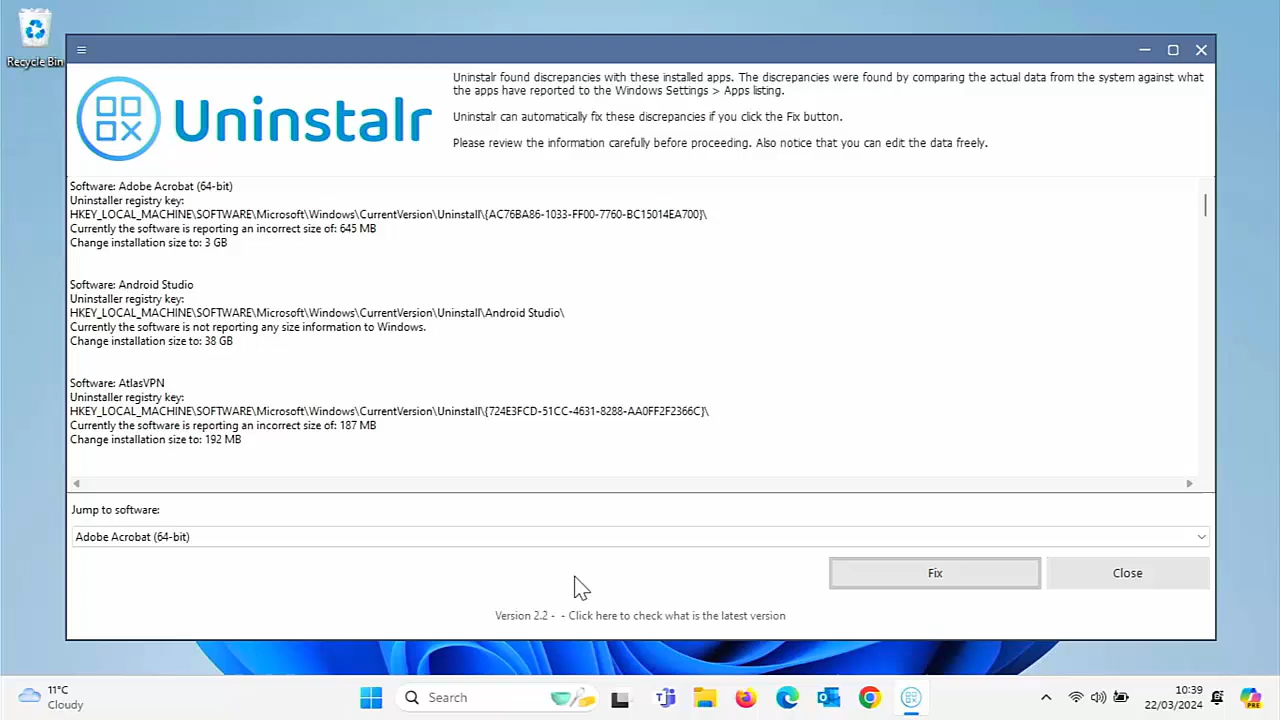 Recycle Bin
Uninstalr
Uninstalr found discrepancies with these installed apps. The discrepancies were found by comparing the actual data from the system against what
the apps have reported to the Windows Settings > Apps listing.
Uninstalr can automatically fix these discrepancies if you click the Fix button.
Please review the information carefully before proceeding. Also notice that you can edit the data freely.
Software: Adobe Acrobat (64-bit)
Uninstaller registry key:
HKEY_LOCAL_MACHINE\SOFTWARE\Microsoft\Windows\CurrentVersion\Uninstall\{AC76BA86-1033-FF00-7760-BC15014EA700}\
Currently the software is reporting an incorrect size of: 645 MB
Change installation size to: 3 GB
Software: Android Studio
Uninstaller registry key:
HKEY_LOCAL_MACHINE\SOFTWARE\Microsoft\Windows\CurrentVersion\Uninstall\Android Studio\
Currently the software is not reporting any size information to Windows.
Change installation size to: 38 GB
Software: AtlasVPN
Uninstaller registry key:
HKEY_LOCAL_MACHINE\SOFTWARE\Microsoft\Windows\CurrentVersion\Uninstall\{724E3FCD-51CC-4631-8288-AA0FF2F2366C}\
Currently the software is reporting an incorrect size of: 187 MB
Change installation size to: 192 MB
Jump to software:
Adobe Acrobat (64-bit)
Fix
Close
Version 2.2 -  - Click here to check what is the latest version
11°C
Cloudy
Search
10:39
22/03/2024
PRE